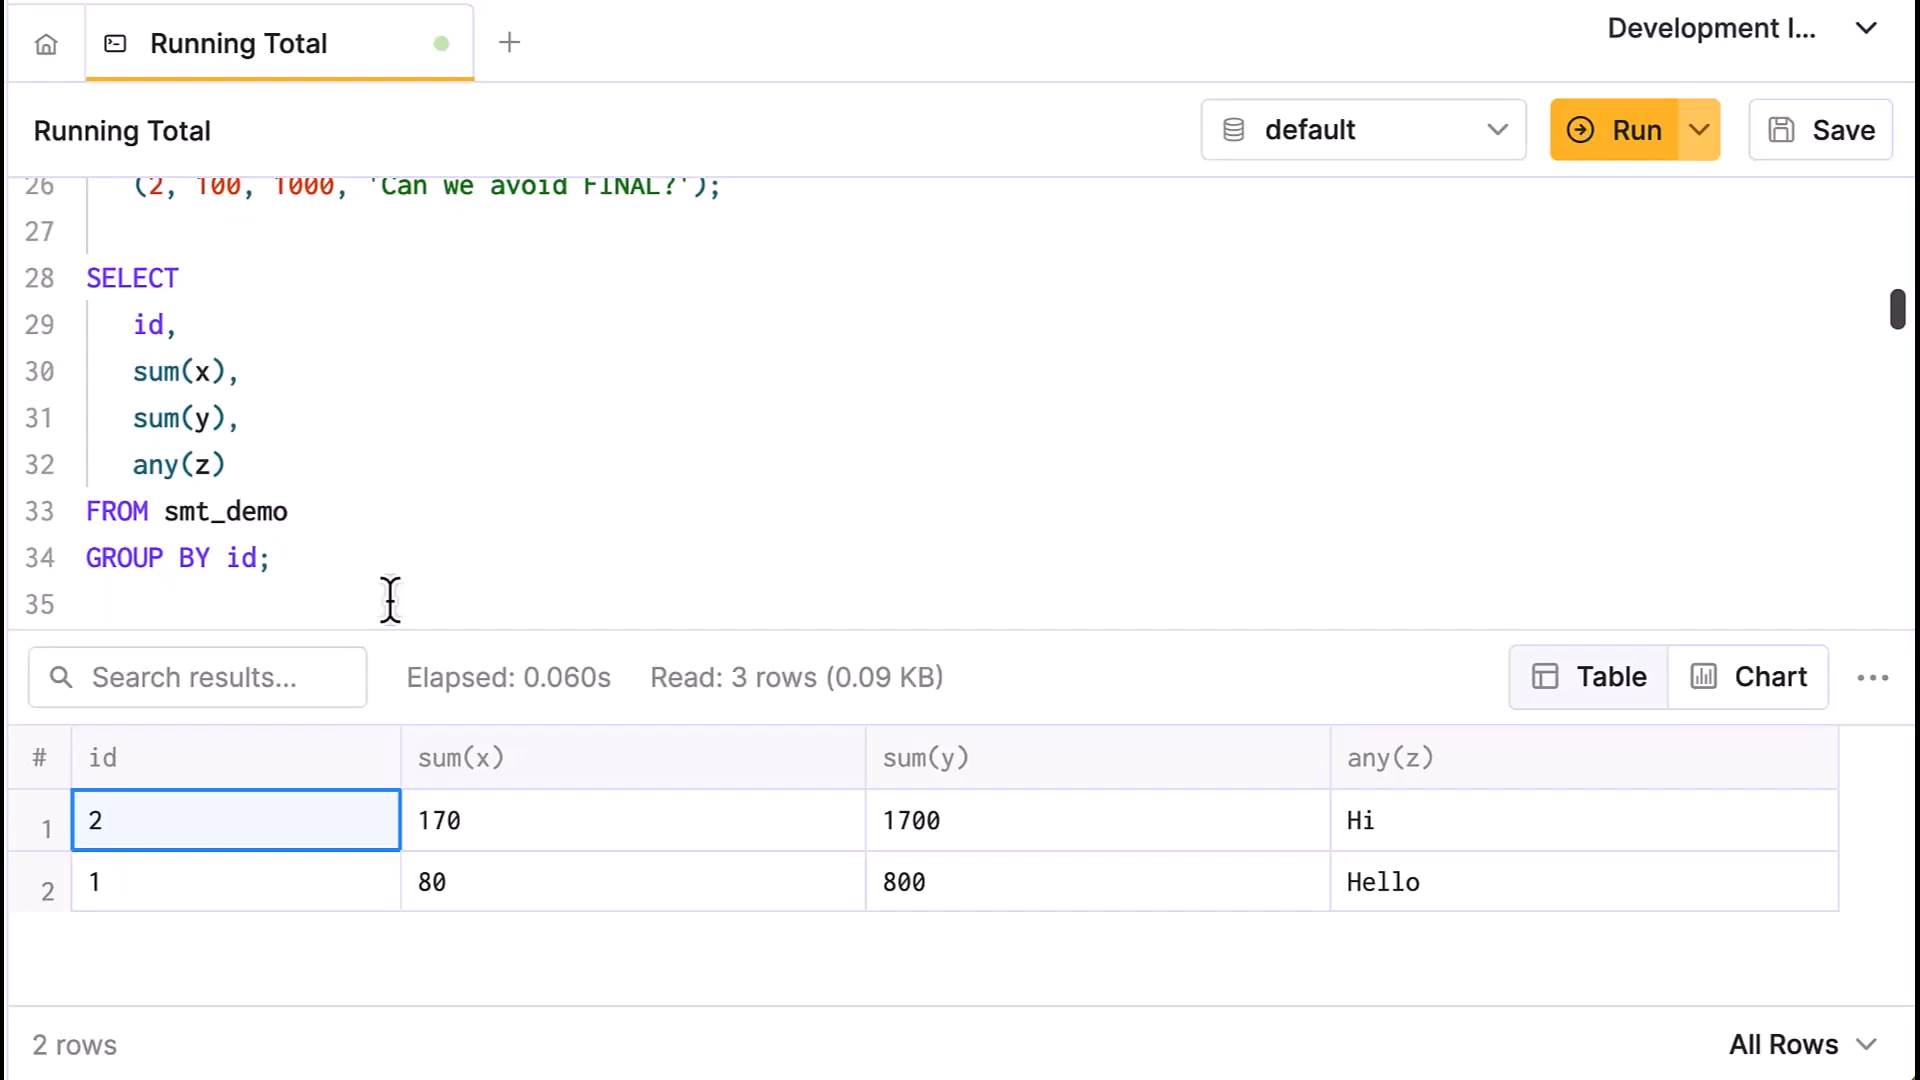 Running Total
Development I...
Running Total
default
Run
Save
26 (2, 100, 1000, 'Can we avoid FINAL?');
27
28 SELECT
29 id,
30 sum(x),
31 sum(y),
32 any(z)
33 FROM smt_demo
34 GROUP BY id;
35
Search results...
Elapsed: 0.060s
Read: 3 rows (0.09 KB)
Table
Chart
# id sum(x) sum(y) any(z)
1 2 170 1700 Hi
2 1 80 800 Hello
2 rows
All Rows